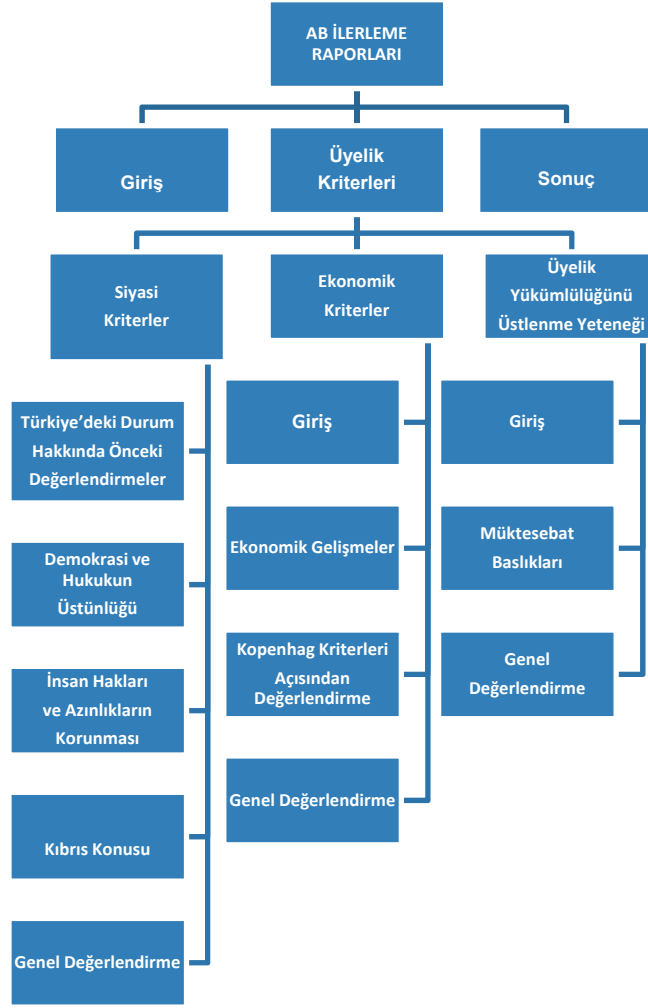 AB İLERLEME
RAPORLARI
Giriş
Üyelik
Kriterleri
Sonuç
Siyasi
Kriterler
Ekonomik
Kriterler
Üyelik
Yükümlülüğünü
Üstlenme Yeteneği
Türkiye’deki Durum
Hakkında Önceki
Değerlendirmeler
Demokrasi ve
Hukukun
Üstünlüğü
İnsan Hakları
ve Azınlıkların
Korunması
Kıbrıs Konusu
Genel Değerlendirme
Giriş
Ekonomik Gelişmeler
Kopenhag Kriterleri
Açısından
Değerlendirme
Genel Değerlendirme
Giriş
Müktesebat
Baslıkları
Genel
Değerlendirme